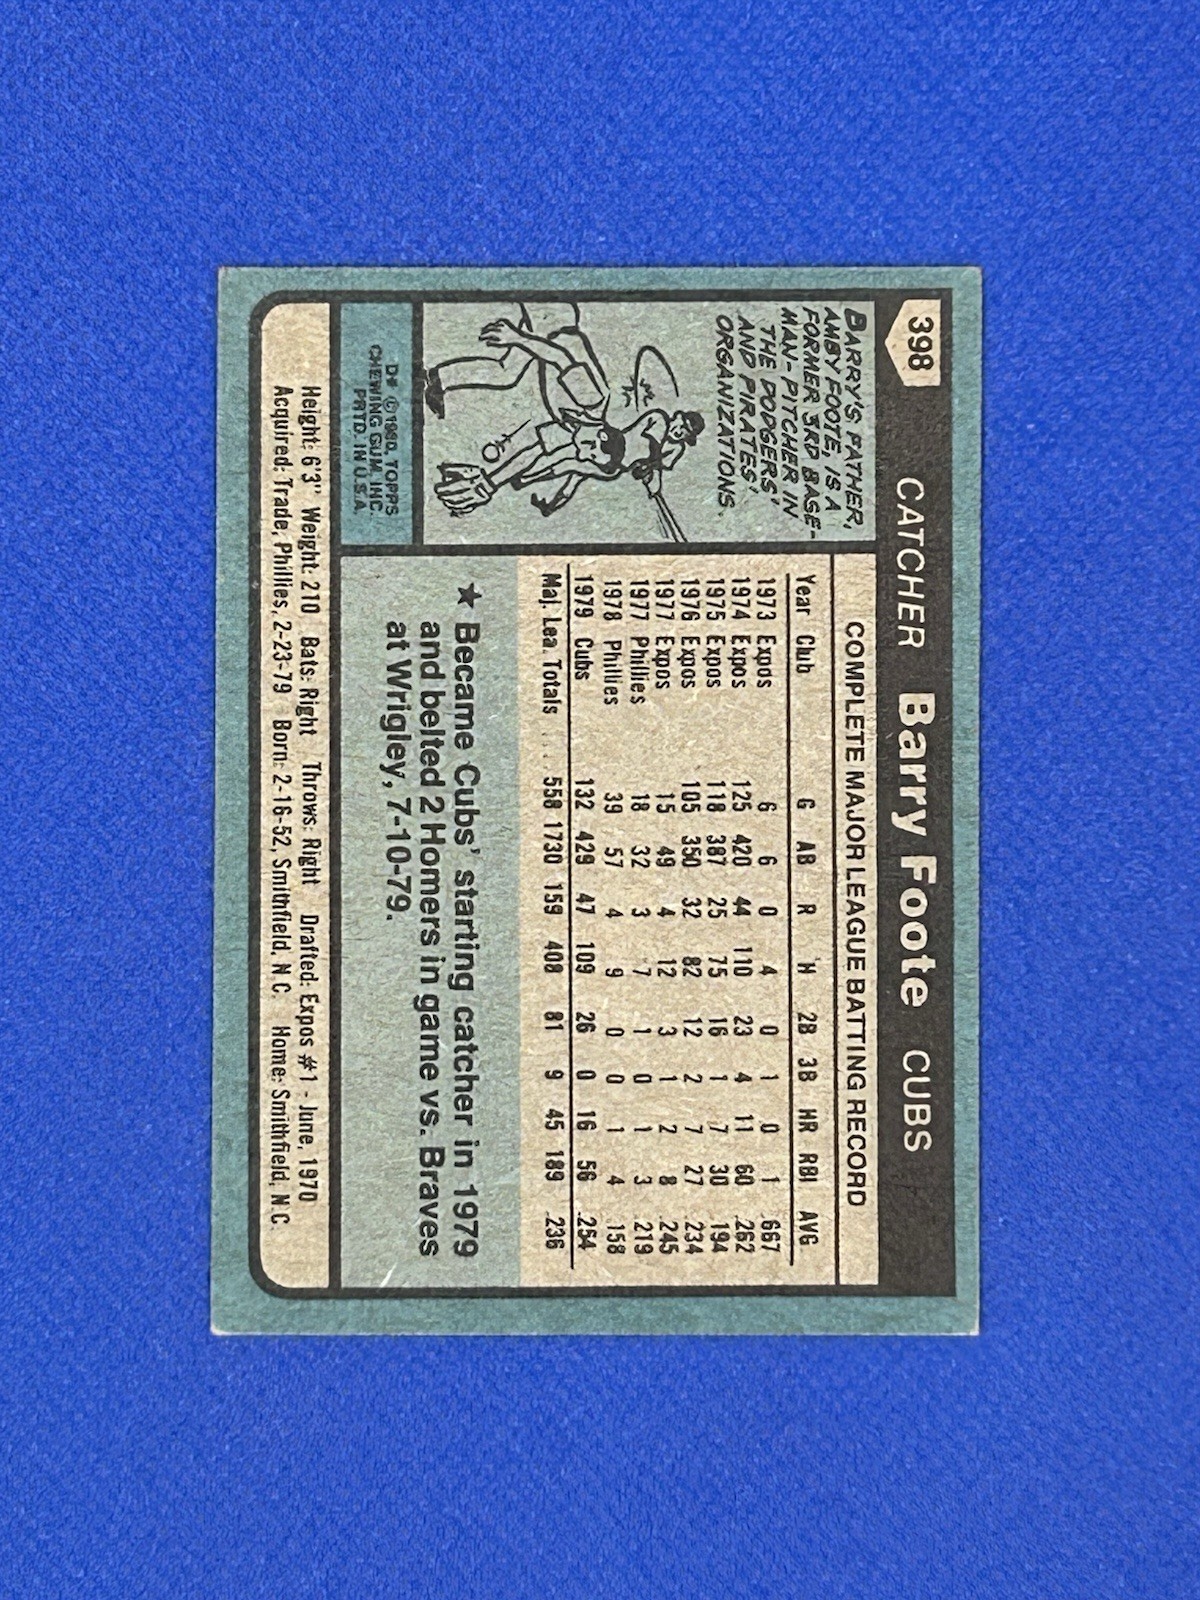 398 CATCHER Barry Foote CUBS
BARRY'S FATHER,
AMBY FOOTE, IS A
FORMER 3RD BASE-
MAN-PITCHER IN
THE DODGERS'
AND PIRATES'
ORGANIZATIONS.
D* © 1980, TOPPS
CHEWING GUM, INC.
PRTD. IN U.S.A.
COMPLETE MAJOR LEAGUE BATTING RECORD
Year Club G AB R H 2B 3B HR RBI AVG
1973 Expos 6 6 0 4 0 1 0 1 .667
1974 Expos 125 420 44 110 23 4 11 60 .262
1975 Expos 118 387 25 75 16 1 7 30 .194
1976 Expos 105 350 32 82 12 2 7 27 .234
1977 Expos 15 49 4 12 3 1 2 8 .245
1977 Phillies 18 32 3 7 1 0 1 3 .219
1978 Phillies 39 57 4 9 0 0 1 4 .158
1979 Cubs 132 429 47 109 26 0 16 56 .254
Maj. Lea. Totals ... 558 1730 159 408 81 9 45 189 .236
★ Became Cubs' starting catcher in 1979
and belted 2 Homers in game vs. Braves
at Wrigley, 7-10-79.
Height: 6'3" Weight: 210 Bats: Right Throws: Right Drafted: Expos #1 - June, 1970
Acquired: Trade, Phillies, 2-23-79 Born: 2-16-52, Smithfield, N.C. Home: Smithfield, N.C.